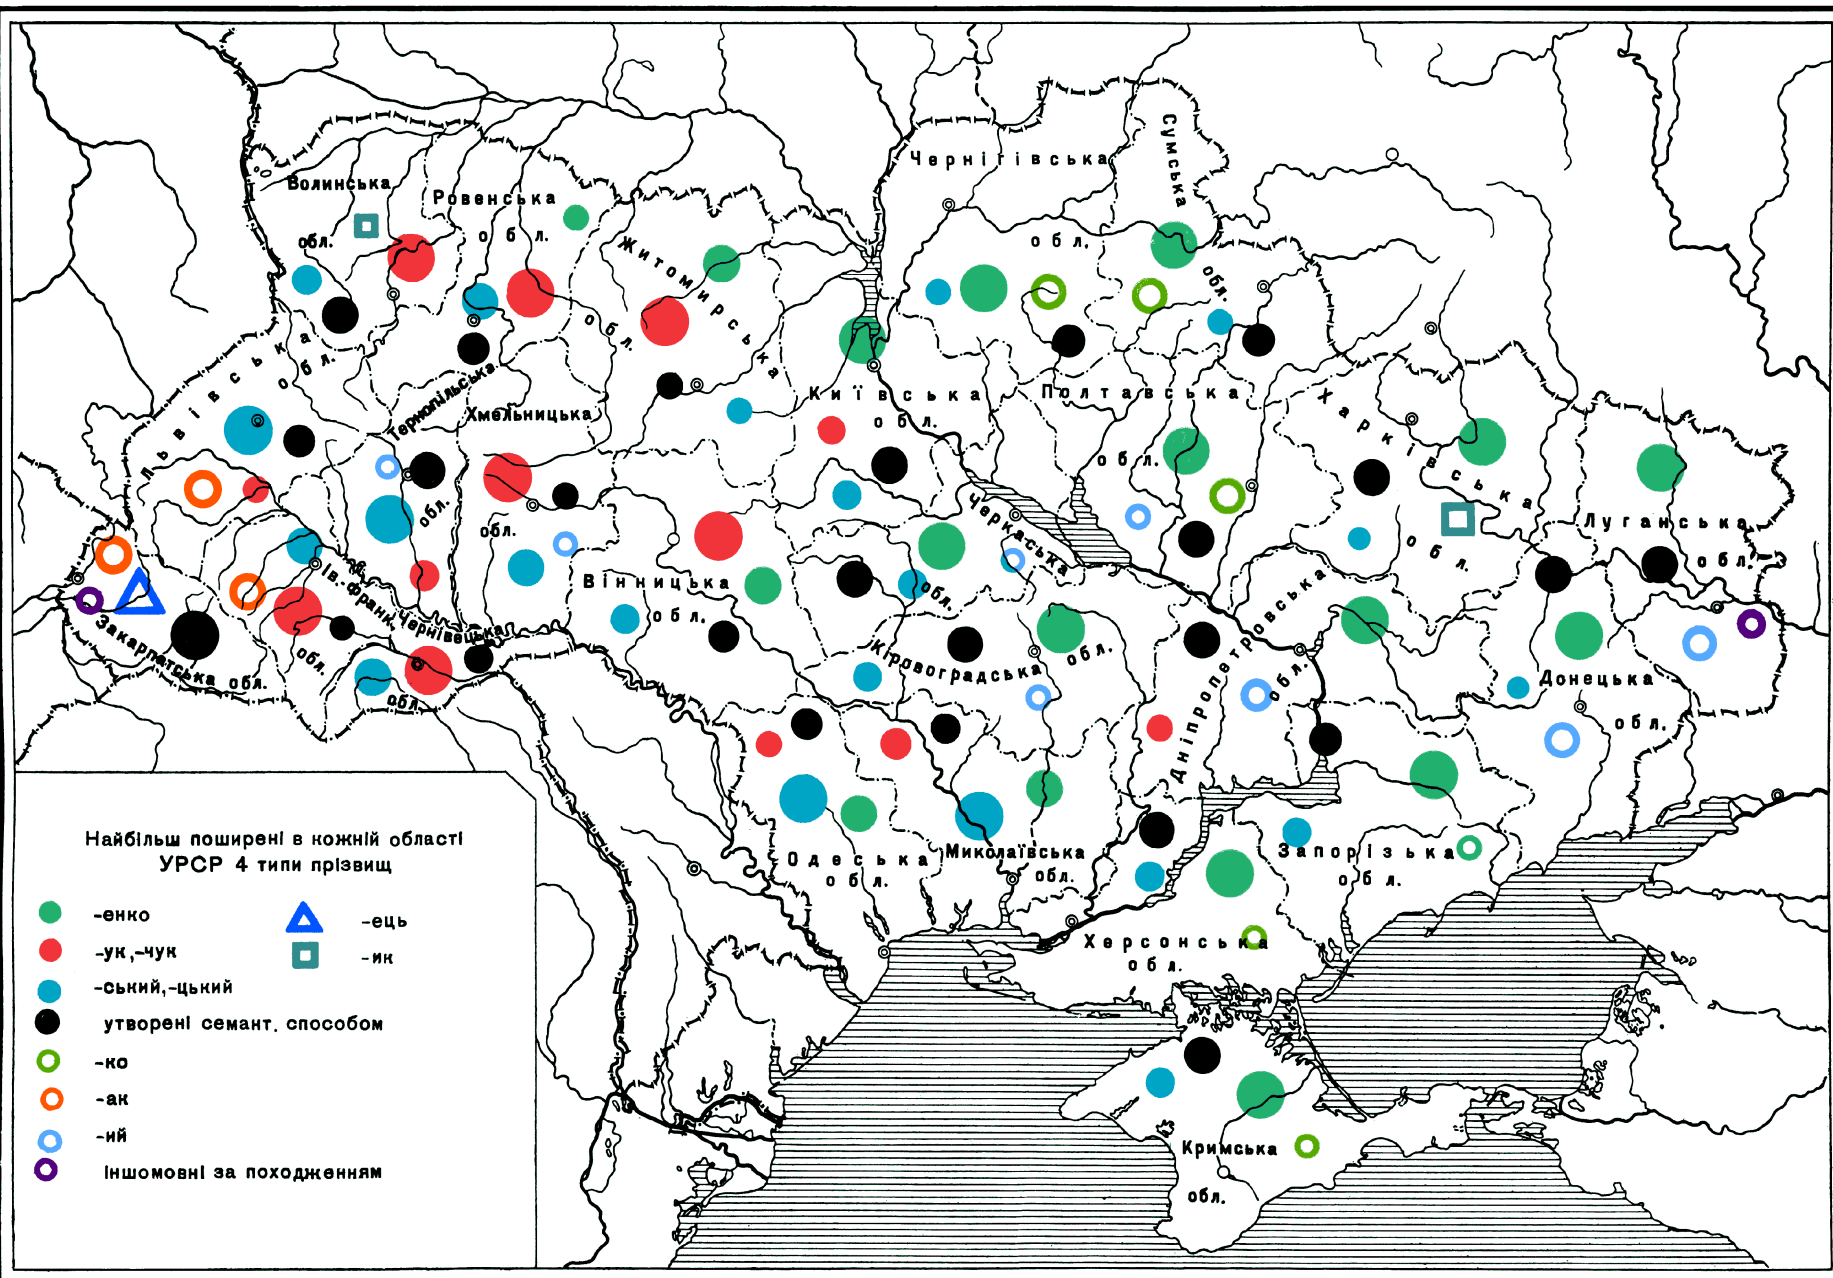 Чернігівська
обл.
Сумська
обл.
Волинська
обл.
Ровенська
обл.
Житомирська
обл.
Львівська
обл.
Тернопільська
обл.
Хмельницька
обл.
Київська
обл.
Полтавська
обл.
Харківська
обл.
Луганська
обл.
Черкаська
обл.
Вінницька
обл.
Ів.-Франк.
обл.
Чернівецька
обл.
Закарпатська обл.
Кіровоградська
обл.
Дніпропетровська
обл.
Донецька
обл.
Одеська
обл.
Миколаївська
обл.
Запорізька
обл.
Херсонська
обл.
Кримська
обл.
Найбільш поширені в кожній області
УРСР 4 типи прізвищ
-енко
-ук,-чук
-ський,-цький
утворені семант. способом
-ко
-ак
-ий
іншомовні за походженням
-ець
-ик